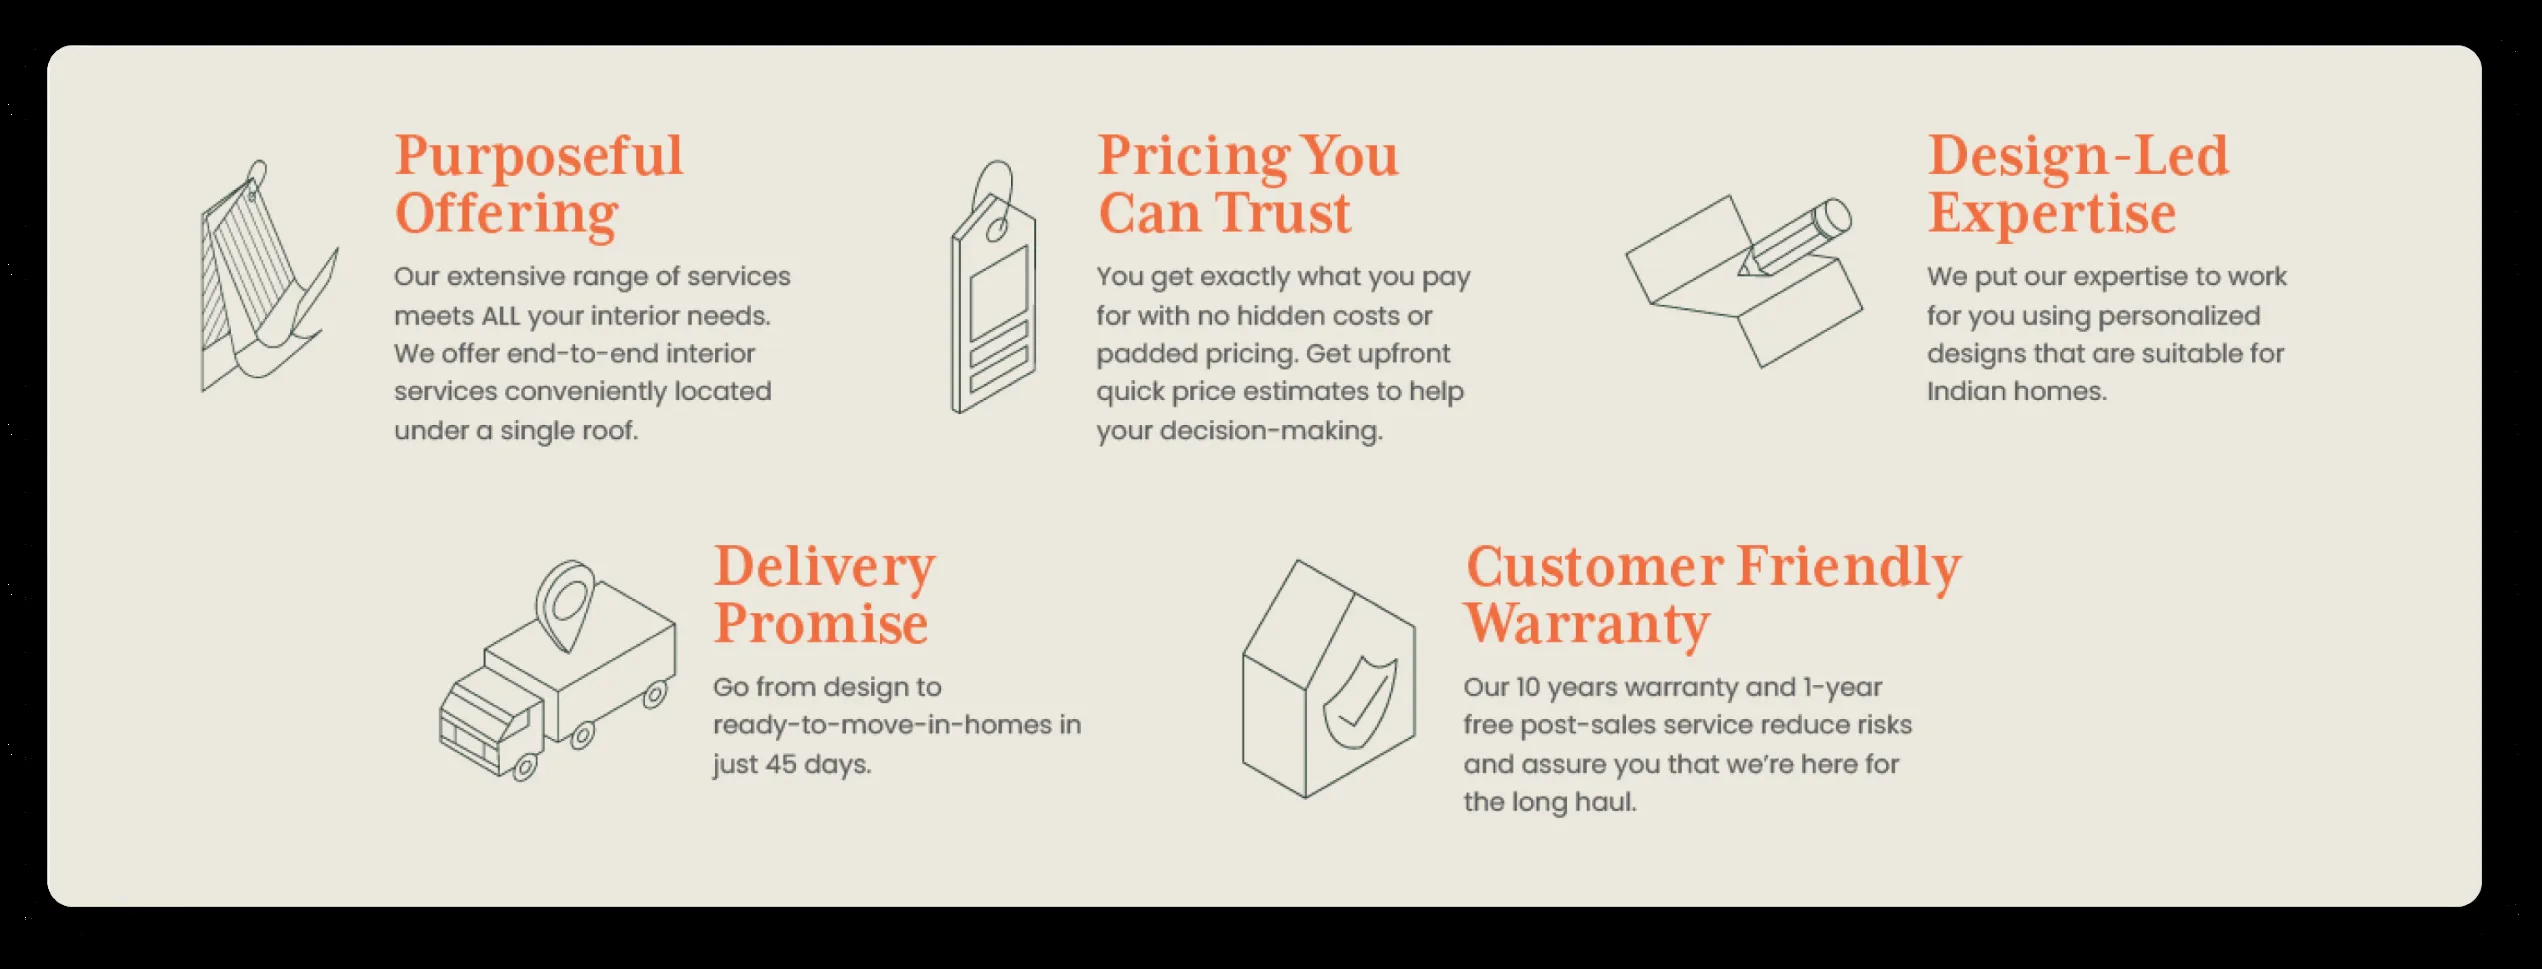 Purposeful
Offering
Our extensive range of services
meets ALL your interior needs.
We offer end-to-end interior
services conveniently located
under a single roof.
Pricing You
Can Trust
You get exactly what you pay
for with no hidden costs or
padded pricing. Get upfront
quick price estimates to help
your decision-making.
Design-Led
Expertise
We put our expertise to work
for you using personalized
designs that are suitable for
Indian homes.
Delivery
Promise
Go from design to
ready-to-move-in-homes in
just 45 days.
Customer Friendly
Warranty
Our 10 years warranty and 1-year
free post-sales service reduce risks
and assure you that we’re here for
the long haul.